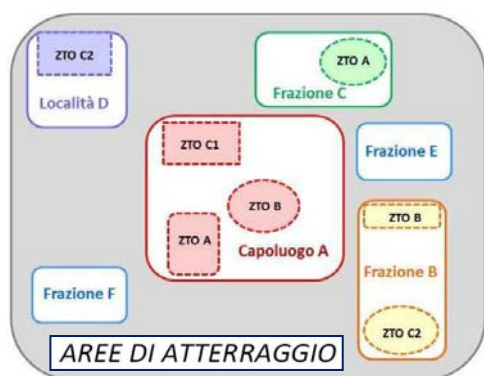 ZTO C2
Località D
ZTO A
Frazione C
ZTO C1
ZTO B
ZTO A
Capoluogo A
Frazione E
ZTO B
Frazione B
ZTO C2
Frazione F
AREE DI ATTERRAGGIO